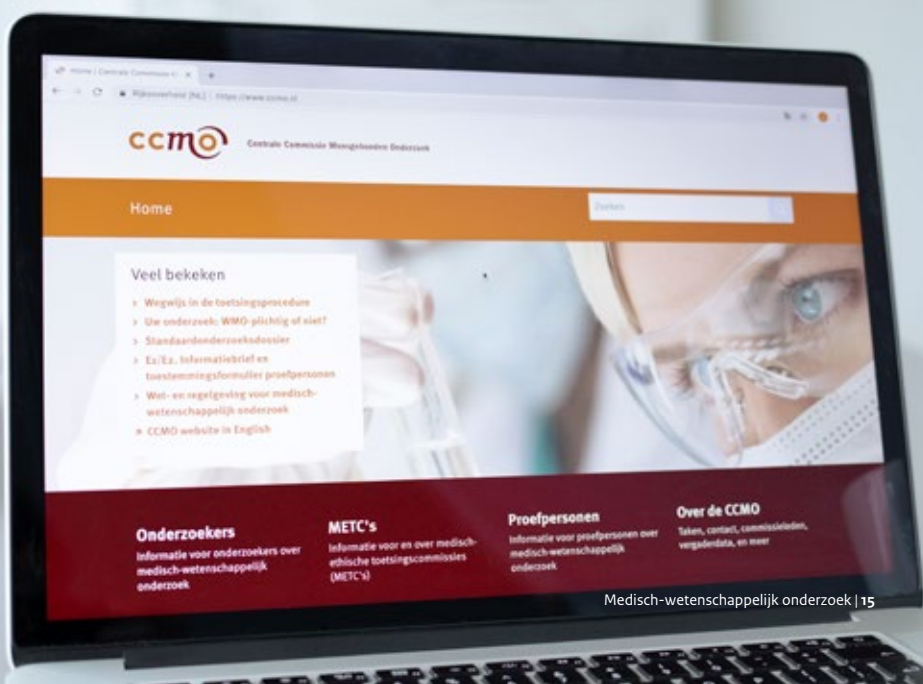 Home | Centrale Commissie M
Rijksoverheid [NL] | https://www.ccmo.nl
ccmo
Centrale Commissie Mensgebonden Onderzoek
Home
Zoeken
Veel bekeken
› Wegwijs in de toetsingsprocedure
› Uw onderzoek: WMO-plichtig of niet?
› Standaardonderzoeksdossier
› E1/E2. Informatiebrief en
toestemmingsformulier proefpersonen
› Wet- en regelgeving voor medisch-
wetenschappelijk onderzoek
» CCMO website in English
Onderzoekers
Informatie voor onderzoekers over
medisch-wetenschappelijk
onderzoek
METC's
Informatie voor en over medisch-
ethische toetsingscommissies
(METC's)
Proefpersonen
Informatie voor proefpersonen over
medisch-wetenschappelijk
onderzoek
Over de CCMO
Taken, contact, commissieleden,
vergaderdata, en meer
Medisch-wetenschappelijk onderzoek | 15